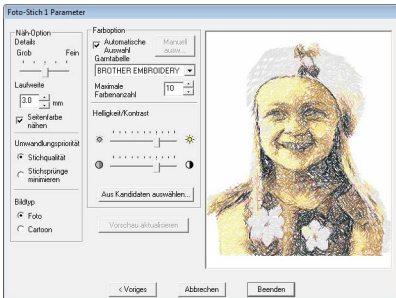 Foto-Stich 1 Parameter
Näh-Option
Details
Grob Fein
Laufweite
3.0 mm
Seitenfarbe
nähen
Umwandlungspriorität
Stichqualität
Stichsprünge
minimieren
Bildtyp
Foto
Cartoon
Farboption
Automatische
Auswahl
Manuell
ausw...
Garntabelle
BROTHER EMBROIDERY
Maximale
Farbenanzahl
10
Helligkeit/Kontrast
Aus Kandidaten auswählen...
Vorschau aktualisieren
< Voriges Abbrechen Beenden